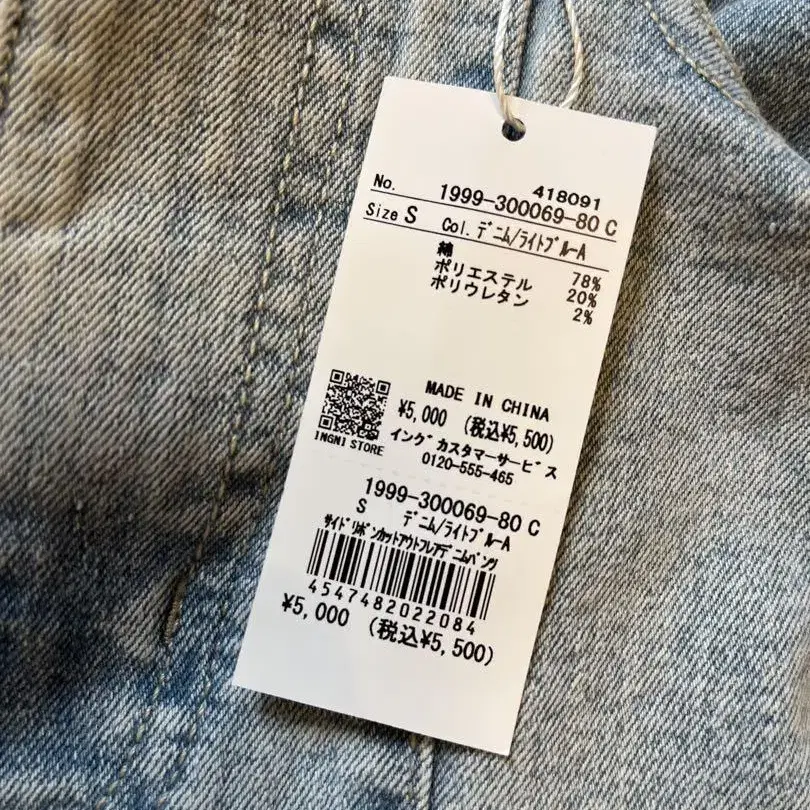 418091
No. 1999-300069-80 C
Size S Col. デニム/ライトブルーA
綿 78%
ポリエステル 20%
ポリウレタン 2%
MADE IN CHINA
¥5,000 (税込¥5,500)
INGNI STORE
イングカスタマーサービス
0120-555-465
1999-300069-80 C
S デニム/ライトブルーA
サイドリボンカットアウトフレアデニムパング
4547482022084
¥5,000 (税込¥5,500)